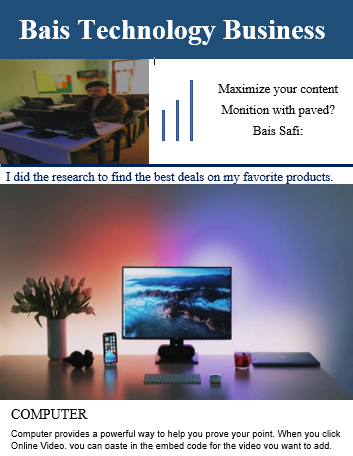 Bais Technology Business
Maximize your content
Monition with paved?
Bais Safi:
I did the research to find the best deals on my favorite products.
COMPUTER
Computer provides a powerful way to help you prove your point. When you click
Online Video, you can paste in the embed code for the video you want to add.